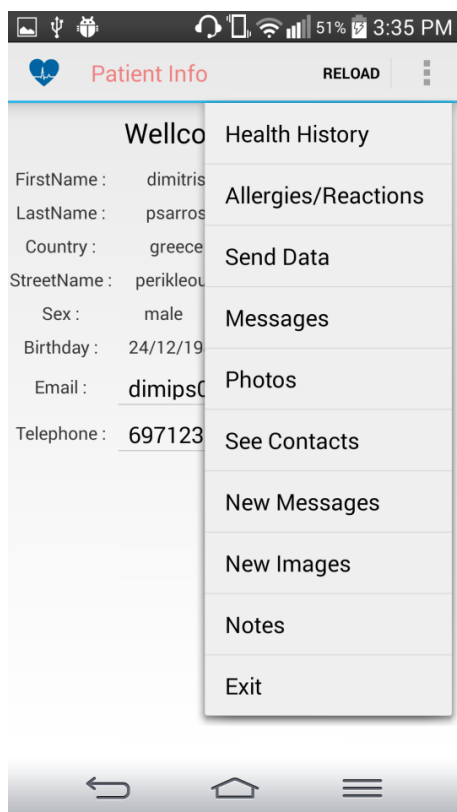 51% 3:35 PM
Patient Info RELOAD
Wellco
Health History
FirstName : dimitris
Allergies/Reactions
LastName : psarros
Country : greece
Send Data
StreetName : perikleou
Sex : male
Messages
Birthday : 24/12/19
Email : dimips0
Photos
Telephone : 697123
See Contacts
New Messages
New Images
Notes
Exit